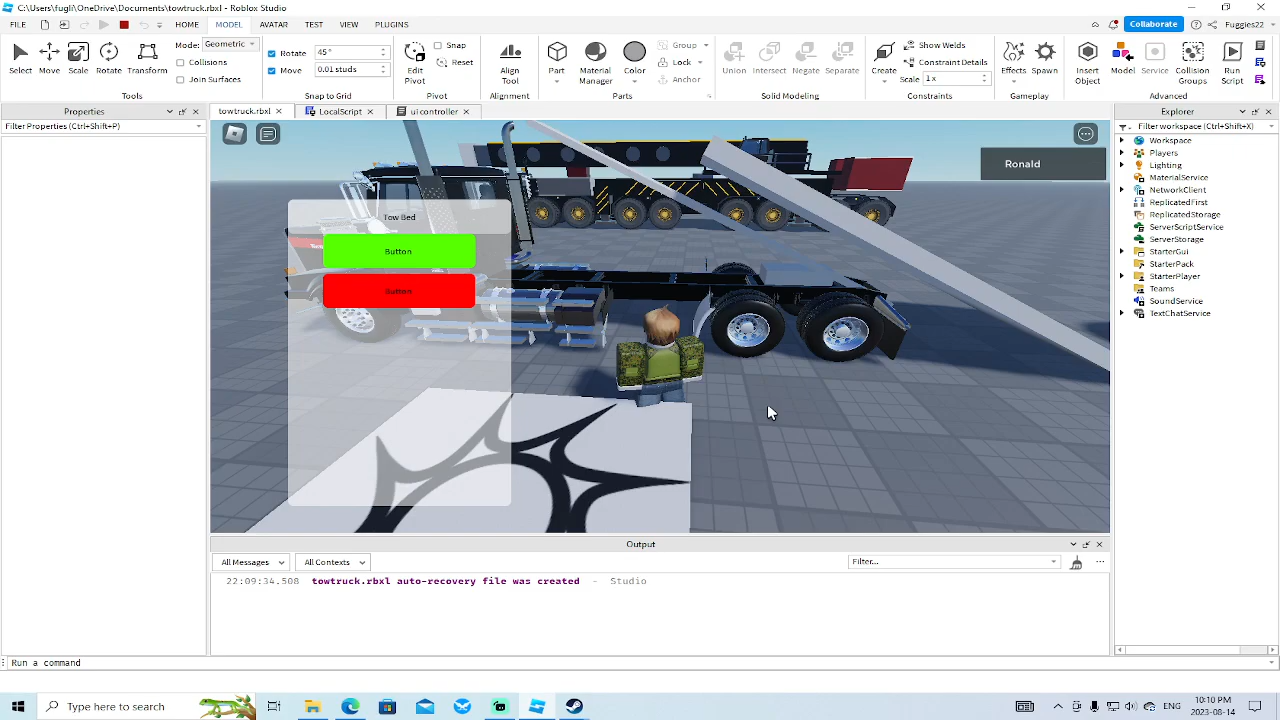 C:\Users\fuggl\OneDrive\Documents\towtruck.rbxl - Roblox Studio
FILE HOME MODEL AVATAR TEST VIEW PLUGINS Collaborate Fuggies22
Mode: Geometric
Collisions
Join Surfaces
Select Move Scale Rotate Transform
Tools
Rotate 45°
Move 0.01 studs
Snap to Grid
Edit Pivot
Snap
Reset
Pivot
Align Tool
Alignment
Part Material Manager Color
Group
Lock
Anchor
Parts
Union Intersect Negate Separate
Solid Modeling
Create
Show Welds
Constraint Details
Scale 1 x
Constraints
Effects Spawn
Gameplay
Insert Object
Model Service Collision Groups Run Script
Advanced
Properties
Filter Properties (Ctrl+Shift+P)
towtruck.rbxl LocalScript ui controller
Explorer
Filter workspace (Ctrl+Shift+X)
Workspace
Players
Lighting
MaterialService
NetworkClient
ReplicatedFirst
ReplicatedStorage
ServerScriptService
ServerStorage
StarterGui
StarterPack
StarterPlayer
Teams
SoundService
TextChatService
Ronald
Tow Bed
Button
Button
Output
All Messages All Contexts Filter...
22:09:34.508 towtruck.rbxl auto-recovery file was created - Studio
Run a command
Type here to search
ENG 10:10 PM
2023-08-14